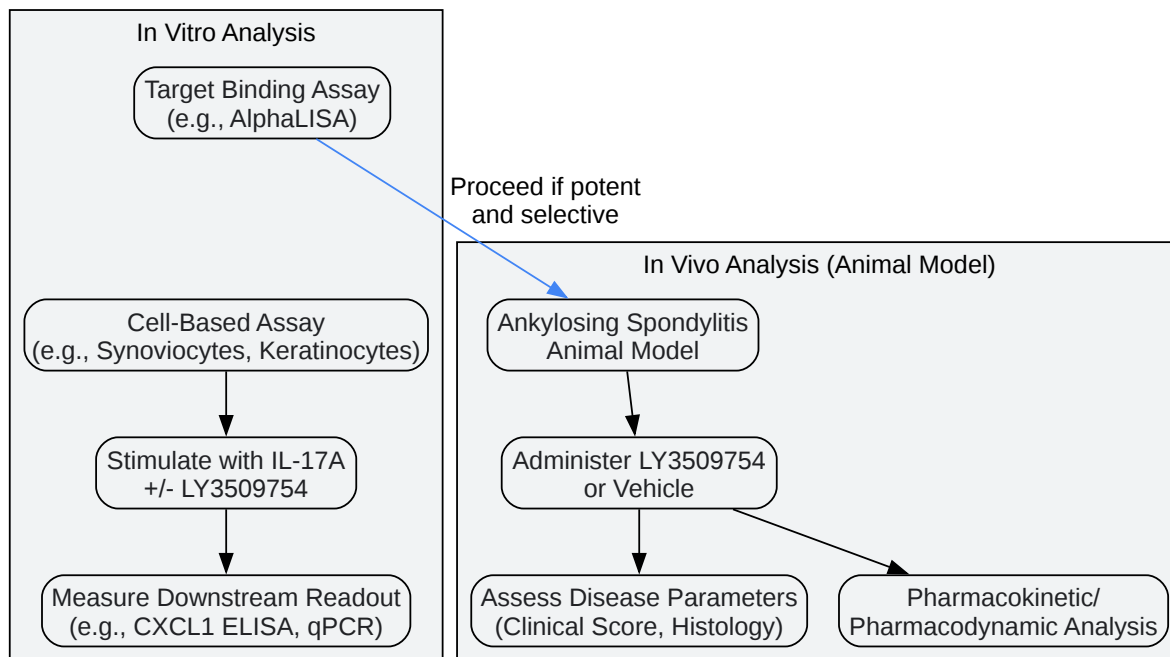 In Vitro Analysis
Target Binding Assay
(e.g., AlphaLISA)
Proceed if potent
and selective
In Vivo Analysis (Animal Model)
Cell-Based Assay
(e.g., Synoviocytes, Keratinocytes)
Ankylosing Spondylitis
Animal Model
Stimulate with IL-17A
+/- LY3509754
Administer LY3509754
or Vehicle
Measure Downstream Readout
(e.g., CXCL1 ELISA, qPCR)
Assess Disease Parameters
(Clinical Score, Histology)
Pharmacokinetic/
Pharmacodynamic Analysis